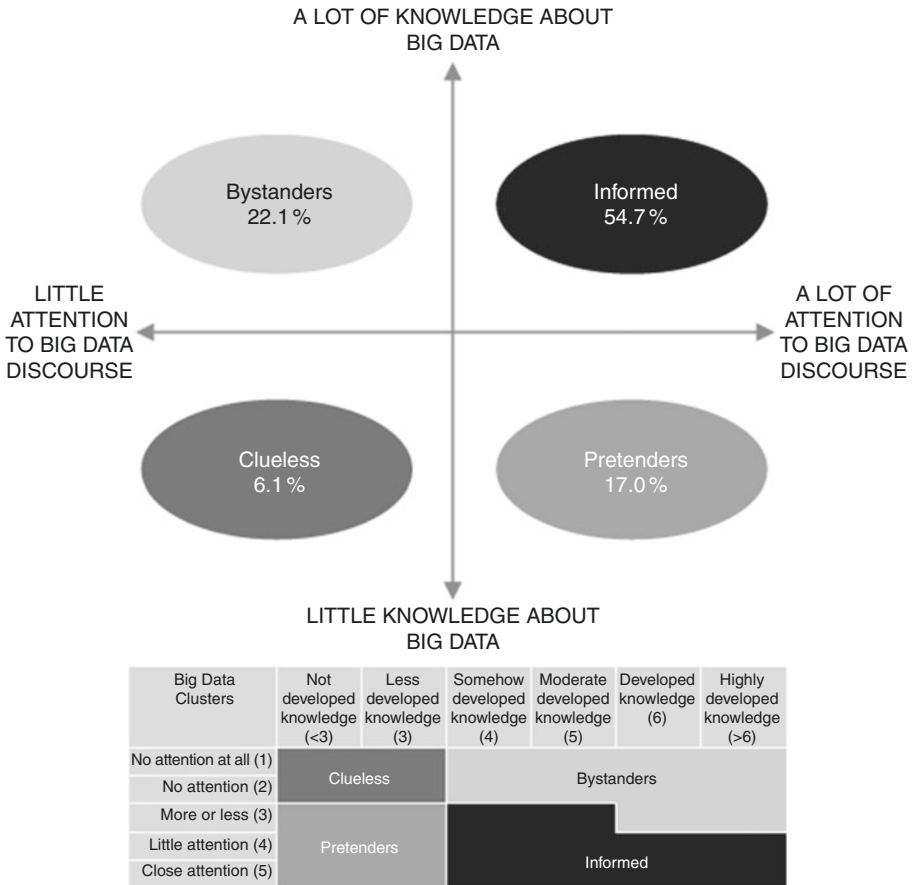 A LOT OF KNOWLEDGE ABOUT
BIG DATA
Bystanders
22.1%
Informed
54.7%
LITTLE
ATTENTION
TO BIG DATA
DISCOURSE
A LOT OF
ATTENTION
TO BIG DATA
DISCOURSE
Clueless
6.1%
Pretenders
17.0%
LITTLE KNOWLEDGE ABOUT
BIG DATA
Big Data
Clusters
Not
developed
knowledge
(<3)
Less
developed
knowledge
(3)
Somehow
developed
knowledge
(4)
Moderate
developed
knowledge
(5)
Developed
knowledge
(6)
Highly
developed
knowledge
(>6)
No attention at all (1)
No attention (2)
Clueless
Bystanders
More or less (3)
Little attention (4)
Close attention (5)
Pretenders
Informed